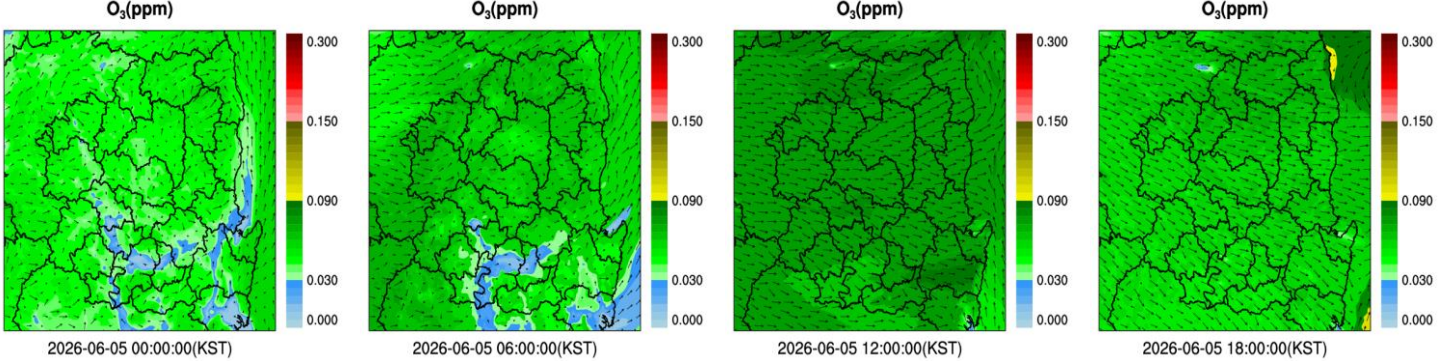 O₃(ppm) O₃(ppm) O₃(ppm) O₃(ppm)
0.300 0.300 0.300 0.300
0.150 0.150 0.150 0.150
0.090 0.090 0.090 0.090
0.030 0.030 0.030 0.030
0.000 0.000 0.000 0.000
2026-06-05 00:00:00(KST) 2026-06-05 06:00:00(KST) 2026-06-05 12:00:00(KST) 2026-06-05 18:00:00(KST)